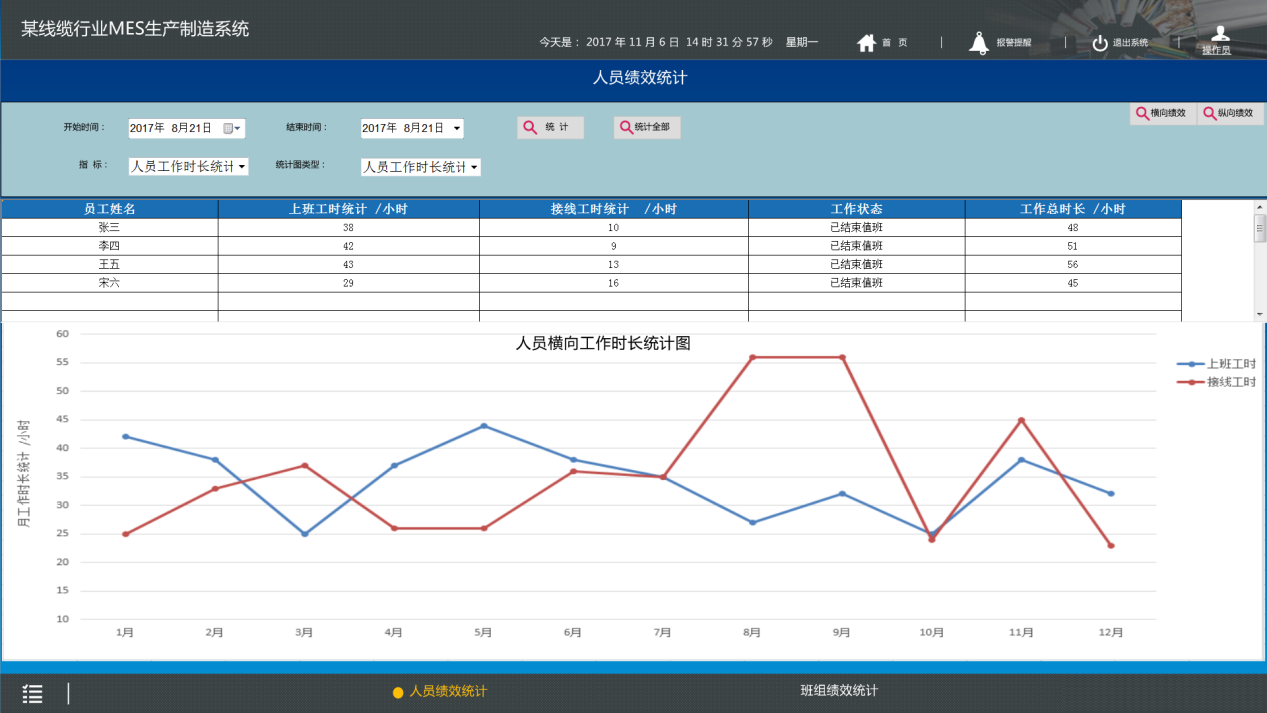 某线缆行业MES生产制造系统
今天是： 2017 年 11 月 6 日 14 时 31 分 57 秒 星期一 首 页 | 报警提醒 | 退出系统 | 操作员
人员绩效统计
横向绩效 纵向绩效
开始时间： 2017年 8月21日 结束时间： 2017年 8月21日 统 计 统计全部
指 标： 人员工作时长统计 统计图类型： 人员工作时长统计
员工姓名 上班工时统计 /小时 接线工时统计 /小时 工作状态 工作总时长 /小时
张三 38 10 已结束值班 48
李四 42 9 已结束值班 51
王五 43 13 已结束值班 56
宋六 29 16 已结束值班 45
人员横向工作时长统计图
月工作时长统计 /小时
60
55
50
45
40
35
30
25
20
15
10
1月 2月 3月 4月 5月 6月 7月 8月 9月 10月 11月 12月
上班工时
接线工时
人员绩效统计 班组绩效统计